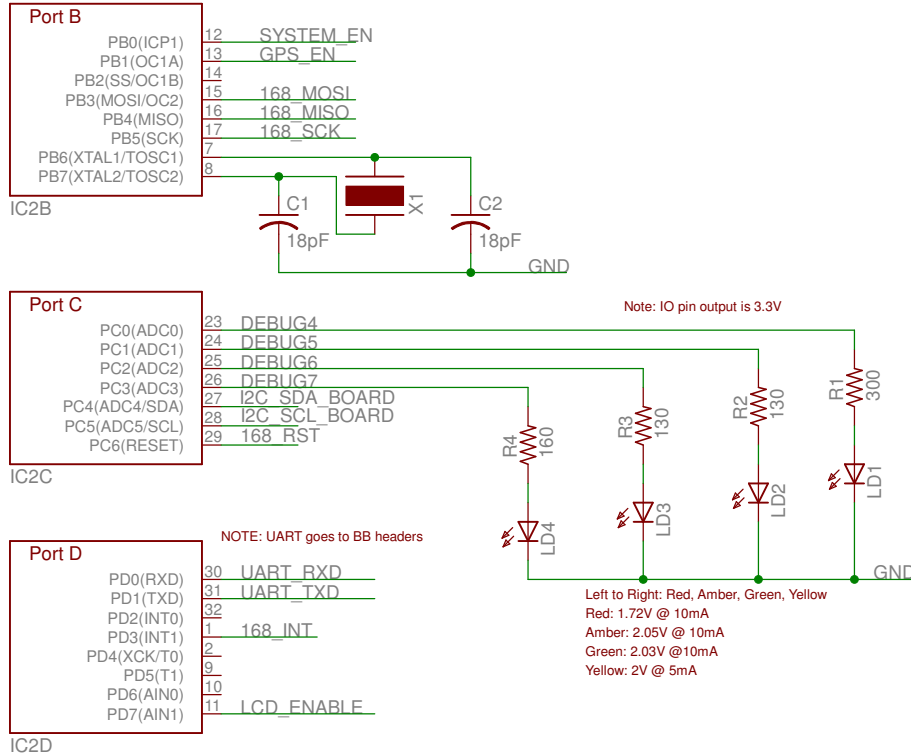 Port B
PB0(ICP1) 12 SYSTEM_EN
PB1(OC1A) 13 GPS_EN
PB2(SS/OC1B) 14
PB3(MOSI/OC2) 15 168_MOSI
PB4(MISO) 16 168_MISO
PB5(SCK) 17 168_SCK
PB6(XTAL1/TOSC1) 7
PB7(XTAL2/TOSC2) 8
IC2B
C1
18pF
X1
C2
18pF
GND
Port C
Note: IO pin output is 3.3V
PC0(ADC0) 23 DEBUG4
PC1(ADC1) 24 DEBUG5
PC2(ADC2) 25 DEBUG6
PC3(ADC3) 26 DEBUG7
PC4(ADC4/SDA) 27 I2C_SDA_BOARD
PC5(ADC5/SCL) 28 I2C_SCL_BOARD
PC6(RESET) 29 168_RST
IC2C
R4
160
R3
130
R2
130
R1
300
LD4
LD3
LD2
LD1
GND
NOTE: UART goes to BB headers
Port D
PD0(RXD) 30 UART_RXD
PD1(TXD) 31 UART_TXD
PD2(INT0) 32
PD3(INT1) 1 168_INT
PD4(XCK/T0) 2
PD5(T1) 9
PD6(AIN0) 10
PD7(AIN1) 11 LCD_ENABLE
IC2D
Left to Right: Red, Amber, Green, Yellow
Red: 1.72V @ 10mA
Amber: 2.05V @ 10mA
Green: 2.03V @10mA
Yellow: 2V @ 5mA